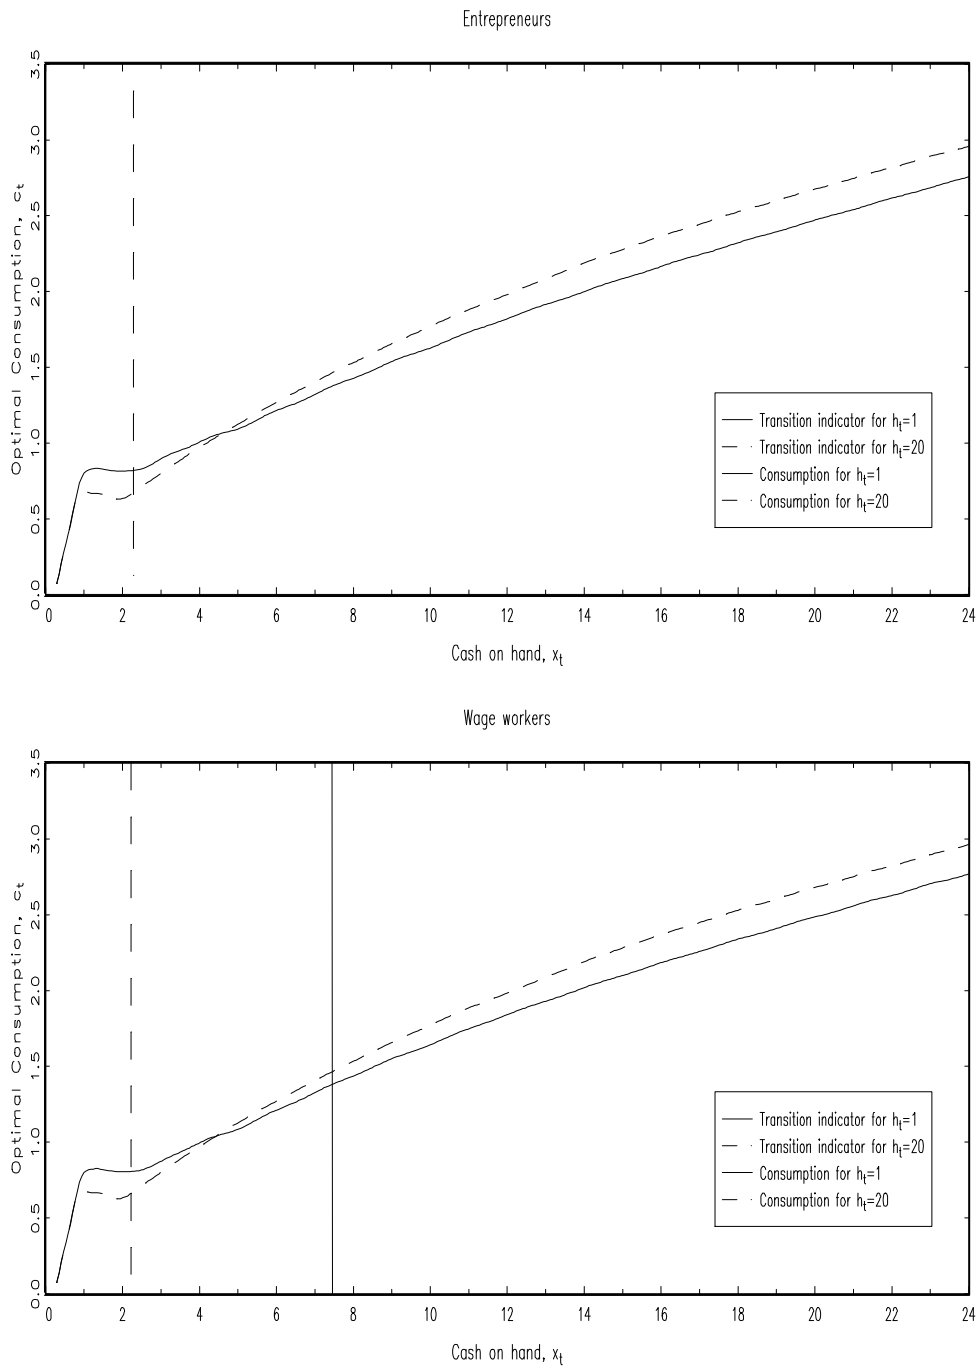 Entrepreneurs
3.5
3.0
2.5
2.0
1.5
1.0
0.5
0.0
Optimal Consumption, c_t
0 2 4 6 8 10 12 14 16 18 20 22 24
Cash on hand, x_t
Transition indicator for h_t=1
Transition indicator for h_t=20
Consumption for h_t=1
Consumption for h_t=20
Wage workers
3.5
3.0
2.5
2.0
1.5
1.0
0.5
0.0
Optimal Consumption, c_t
0 2 4 6 8 10 12 14 16 18 20 22 24
Cash on hand, x_t
Transition indicator for h_t=1
Transition indicator for h_t=20
Consumption for h_t=1
Consumption for h_t=20